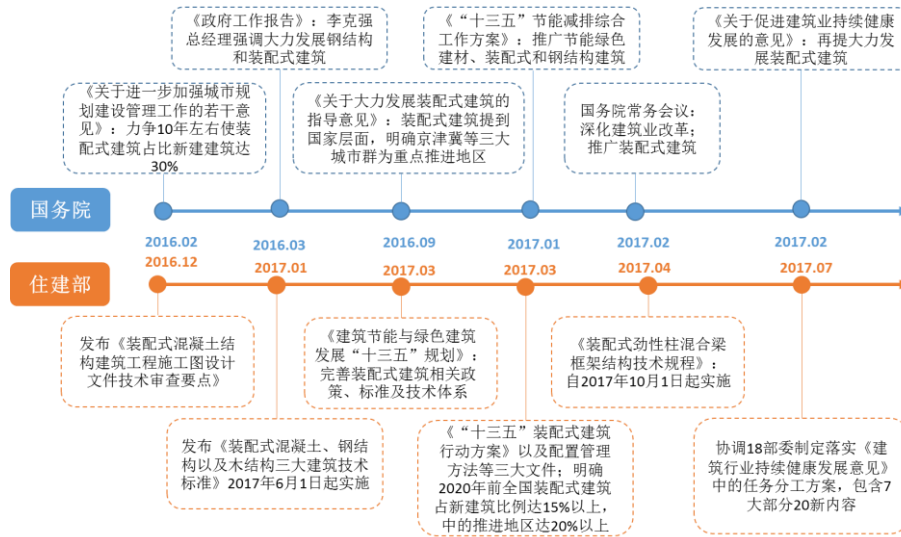 《政府工作报告》：李克强
总经理强调大力发展钢结构
和装配式建筑
《“十三五”节能减排综合
工作方案》：推广节能绿色
建材、装配式和钢结构建筑
《关于促进建筑业持续健康
发展的意见》：再提大力发
展装配式建筑
《关于进一步加强城市规
划建设管理工作的若干
意见》：力争10年左右使装
配式建筑占比新建建筑达
30%
《关于大力发展装配式建筑的
指导意见》：装配式建筑提到
国家层面，明确京津冀等三大
城市群为重点推进地区
国务院常务会议：
深化建筑业改革；
推广装配式建筑
国务院
2016.02
2016.03
2016.09
2017.01
2017.02
2017.02
2016.12
2017.01
2017.03
2017.03
2017.04
2017.07
住建部
发布《装配式混凝土结
构建筑工程施工图设计
文件技术审查要点》
《建筑节能与绿色建筑
发展“十三五”规划》：
完善装配式建筑相关政
策、标准及技术体系
《装配式劲性柱混合梁
框架结构技术规程》：
自2017年10月1日起实施
发布《装配式混凝土、钢结
构以及木结构三大建筑技术
标准》2017年6月1日起实施
《“十三五”装配式建筑
行动方案》以及配置管理
方法等三大文件；明确
2020年前全国装配式建筑
占新建筑比例达15%以上，
中的推进地区达20%以上
协调18部委制定落实《建
筑行业持续健康发展意见》
中的任务分工方案，包含7
大部分20新内容